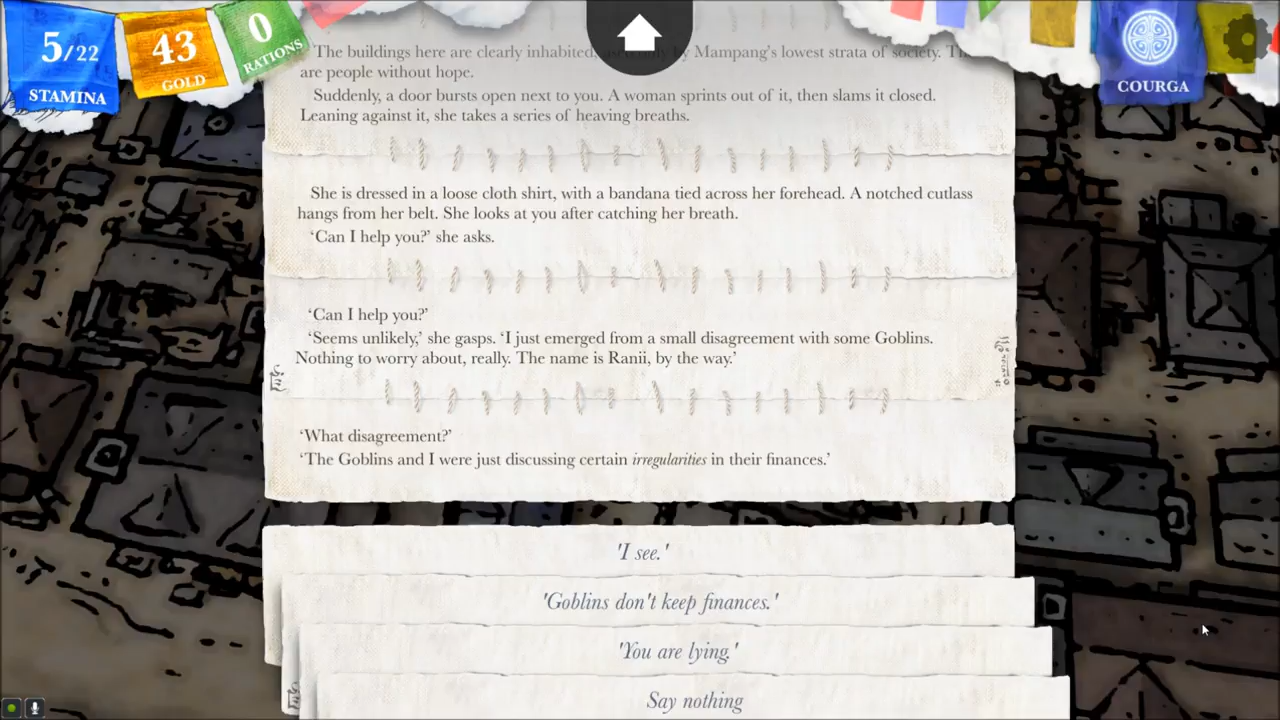 5/22
STAMINA
43
GOLD
0
RATIONS
COURGA
The buildings here are clearly inhabited, by Mampang's lowest strata of society.
are people without hope.
Suddenly, a door bursts open next to you. A woman sprints out of it, then slams it closed.
Leaning against it, she takes a series of heaving breaths.
She is dressed in a loose cloth shirt, with a bandana tied across her forehead. A notched cutlass
hangs from her belt. She looks at you after catching her breath.
‘Can I help you?’ she asks.
‘Can I help you?’
‘Seems unlikely,’ she gasps. ‘I just emerged from a small disagreement with some Goblins.
Nothing to worry about, really. The name is Ranii, by the way.’
‘What disagreement?’
‘The Goblins and I were just discussing certain irregularities in their finances.’
'I see.'
'Goblins don't keep finances.'
'You are lying.'
Say nothing